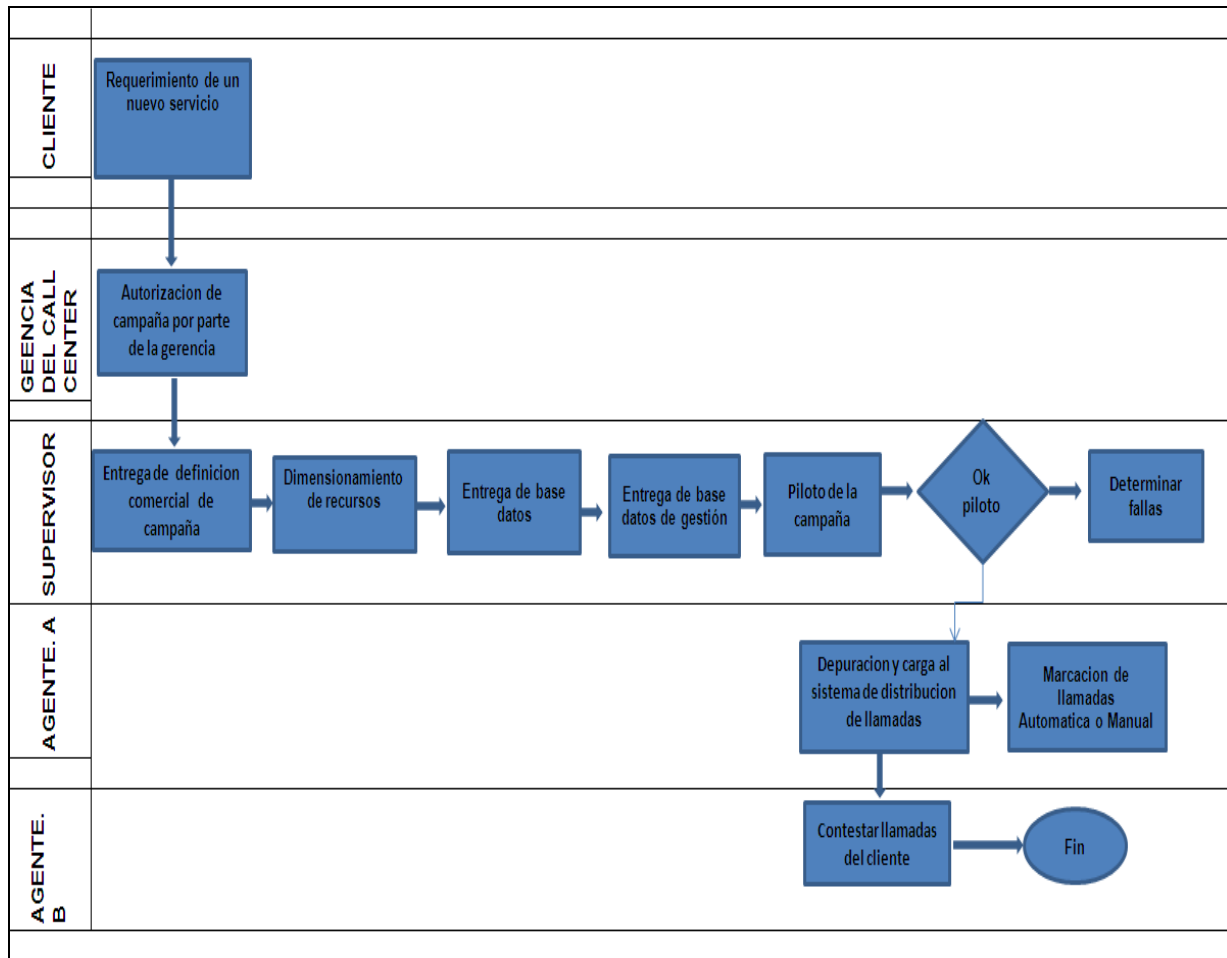 CLIENTE
Requerimiento de un
nuevo servicio
GEENCIA
DEL CALL
CENTER
Autorizacion de
campaña por parte
de la gerencia
SUPERVISOR
Entrega de definicion
comercial de
campaña
Dimensionamiento
de recursos
Entrega de base
datos
Entrega de base
datos de gestión
Piloto de la
campaña
Ok
piloto
Determinar
fallas
AGENTE. A
Depuracion y carga al
sistema de distribucion
de llamadas
Marcacion de
llamadas
Automatica o Manual
AGENTE.
B
Contestar llamadas
del cliente
Fin